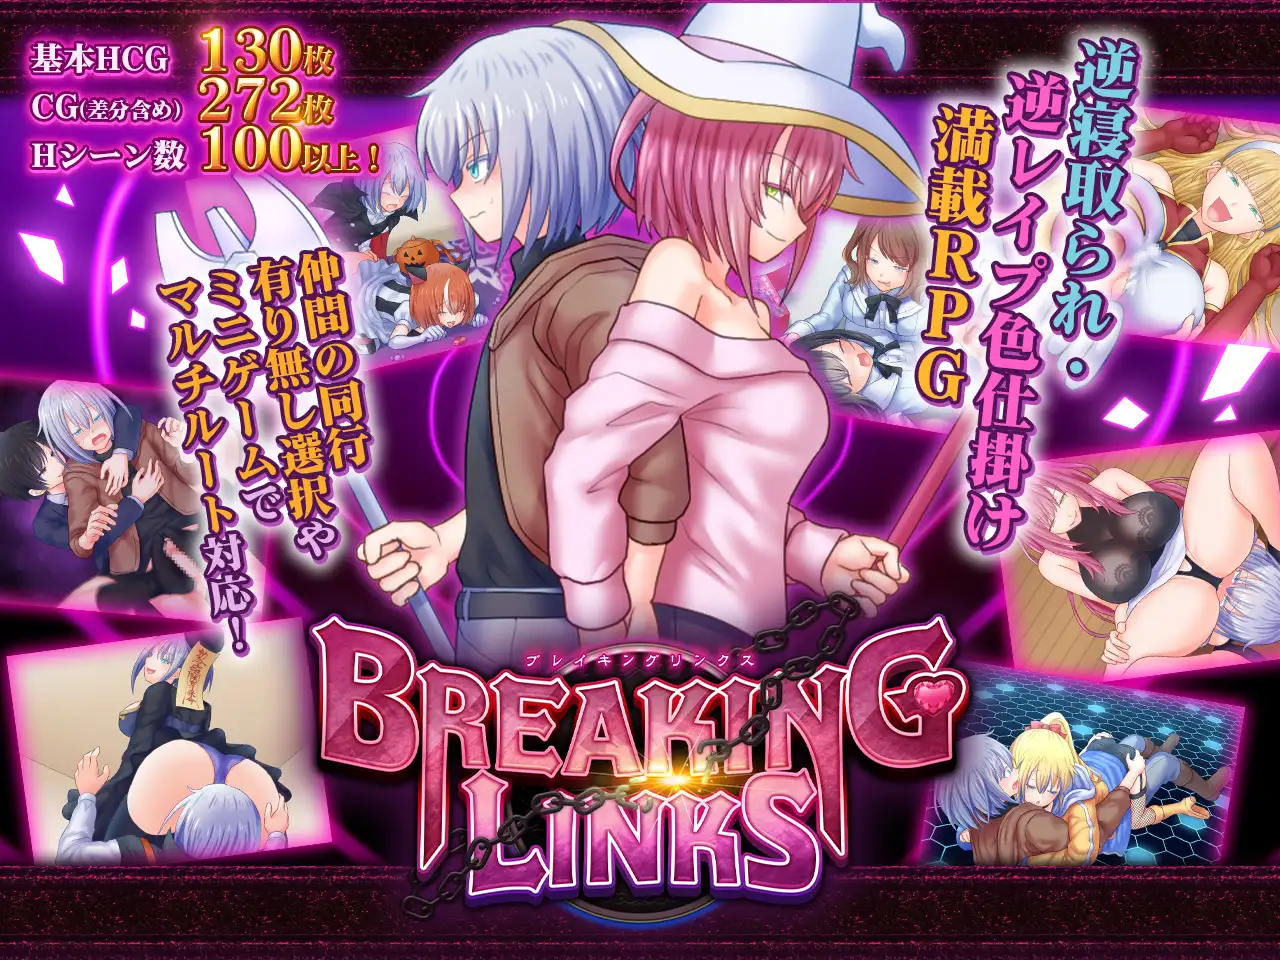 基本HCG 130枚
CG(差分含め) 272枚
Hシーン数 100以上！
逆寝取られ・
逆レイプ色仕掛け
満載RPG
仲間の同行
有り無し選択や
ミニゲームで
マルチルート対応！
ブレイキングリンクス
BREAKING
LINKS